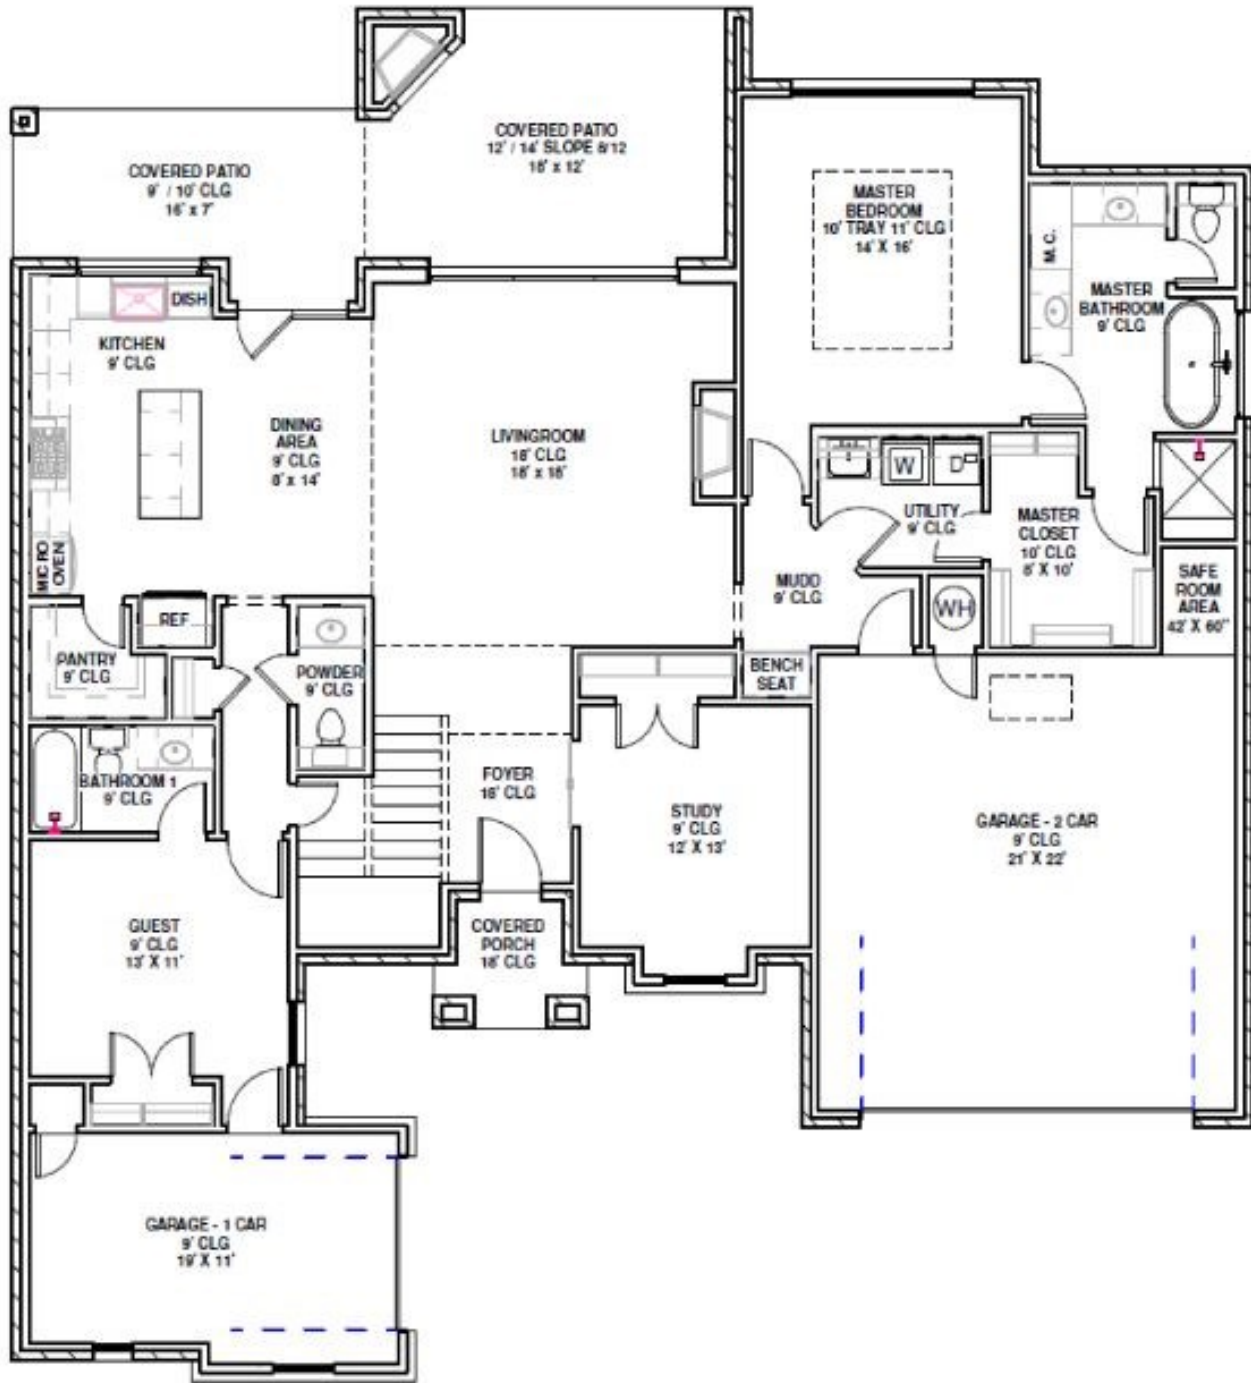 COVERED PATIO
12' / 14' SLOPE 8/12
18' x 12'
COVERED PATIO
9' / 10' CLG
16' x 7'
MASTER
BEDROOM
10' TRAY 11' CLG
14' X 16'
M.C.
MASTER
BATHROOM
9' CLG
DISH
KITCHEN
9' CLG
DINING
AREA
9' CLG
8' x 14'
LIVINGROOM
18' CLG
18' x 18'
W
D
UTILITY
9' CLG
MASTER
CLOSET
10' CLG
8' X 10'
MICRO
OVEN
MUDD
9' CLG
SAFE
ROOM
AREA
42' X 60"
WH
REF
PANTRY
9' CLG
POWDER
9' CLG
BENCH
SEAT
BATHROOM 1
9' CLG
FOYER
18' CLG
STUDY
9' CLG
12' X 13'
GARAGE - 2 CAR
9' CLG
21' X 22'
GUEST
9' CLG
13' X 11'
COVERED
PORCH
18' CLG
GARAGE - 1 CAR
9' CLG
19' X 11'